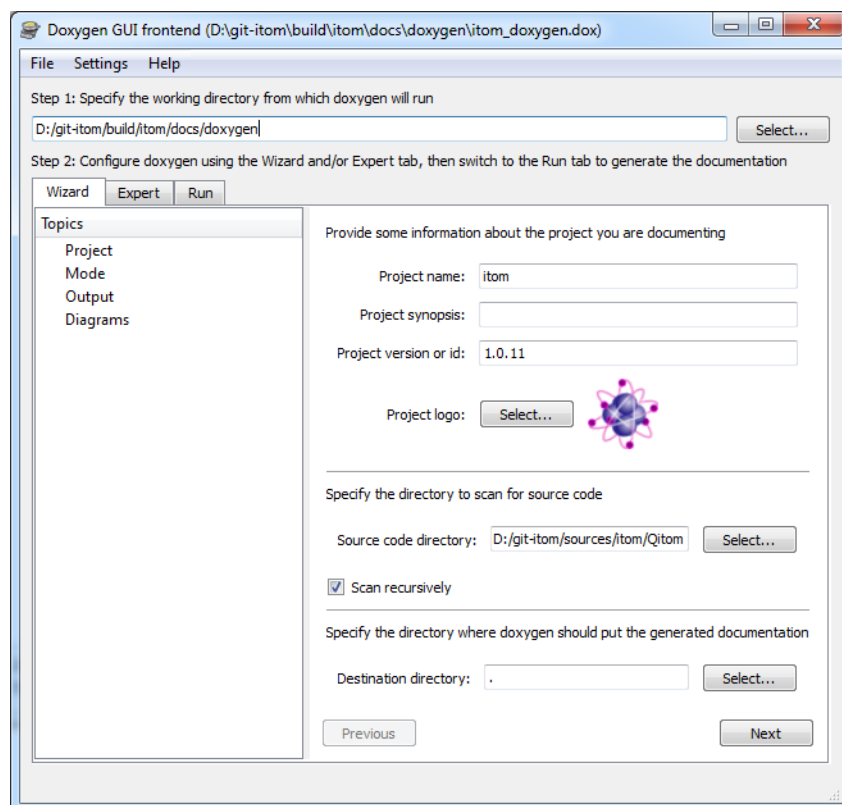 Doxygen GUI frontend (D:\git-itom\build\itom\docs\doxygen\itom_doxygen.dox)
File Settings Help
Step 1: Specify the working directory from which doxygen will run
D:/git-itom/build/itom/docs/doxygen
Select...
Step 2: Configure doxygen using the Wizard and/or Expert tab, then switch to the Run tab to generate the documentation
Wizard Expert Run
Topics
Project
Mode
Output
Diagrams
Provide some information about the project you are documenting
Project name: itom
Project synopsis:
Project version or id: 1.0.11
Project logo: Select...
Specify the directory to scan for source code
Source code directory: D:/git-itom/sources/itom/Qitom Select...
Scan recursively
Specify the directory where doxygen should put the generated documentation
Destination directory: . Select...
Previous Next